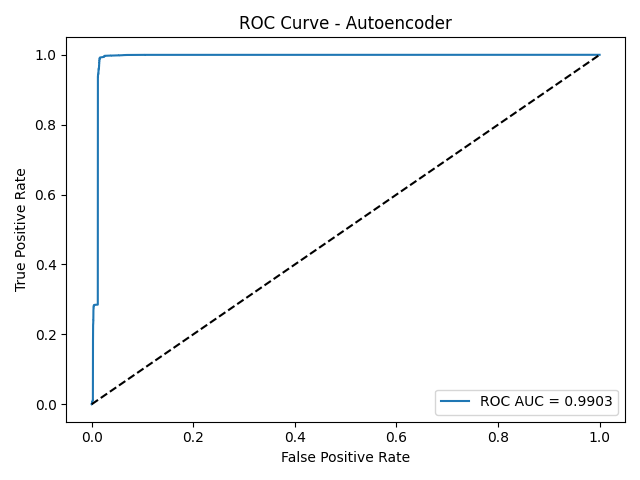 ROC Curve - Autoencoder
True Positive Rate
1.0
0.8
0.6
0.4
0.2
0.0
0.0 0.2 0.4 0.6 0.8 1.0
False Positive Rate
ROC AUC = 0.9903